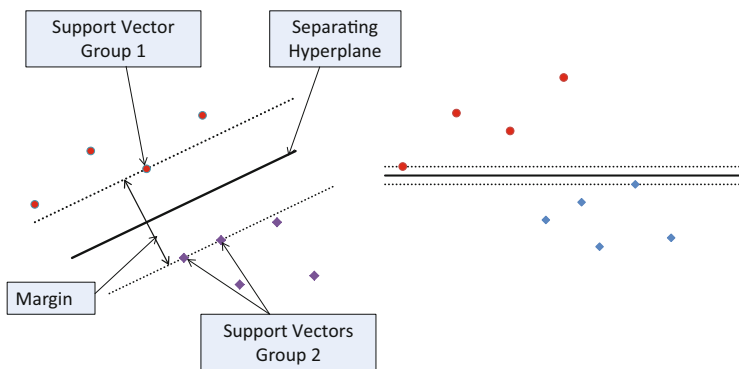 Support Vector
Group 1
Separating
Hyperplane
Margin
Support Vectors
Group 2